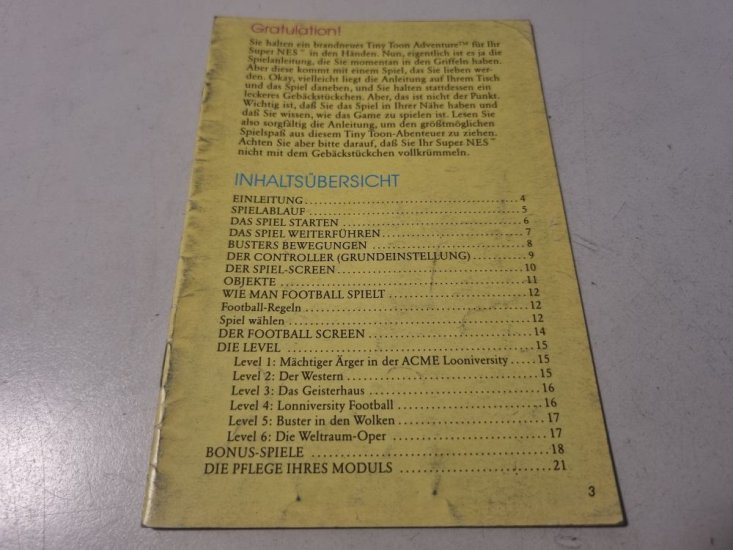 Gratulation!
Sie halten ein brandneues Tiny Toon Adventure™ für Ihr
Super NES™ in den Händen. Nun, eigentlich ist es ja die
Spielanleitung, die Sie momentan in den Griffeln haben.
Aber diese kommt mit einem Spiel, das Sie lieben wer-
den. Okay, vielleicht liegt die Anleitung auf Ihrem Tisch
und das Spiel daneben, und Sie halten stattdessen ein
leckeres Gebäckstückchen. Aber, das ist nicht der Punkt.
Wichtig ist, daß Sie das Spiel in Ihrer Nähe haben und
daß Sie wissen, wie das Game zu spielen ist. Lesen Sie
also sorgfältig die Anleitung, um den größtmöglichen
Spielspaß aus diesem Tiny Toon-Abenteuer zu ziehen.
Achten Sie aber bitte darauf, daß Sie Ihr Super NES™
nicht mit dem Gebäckstückchen vollkrümmeln.
INHALTSÜBERSICHT
EINLEITUNG 4
SPIELABLAUF 5
DAS SPIEL STARTEN 6
DAS SPIEL WEITERFÜHREN 7
BUSTERS BEWEGUNGEN 8
DER CONTROLLER (GRUNDEINSTELLUNG) 9
DER SPIEL-SCREEN 10
OBJEKTE 11
WIE MAN FOOTBALL SPIELT 12
Football-Regeln 12
Spiel wählen 12
DER FOOTBALL SCREEN 14
DIE LEVEL 15
Level 1: Mächtiger Ärger in der ACME Looniversity 15
Level 2: Der Western 15
Level 3: Das Geisterhaus 16
Level 4: Lonniversity Football 16
Level 5: Buster in den Wolken 17
Level 6: Die Weltraum-Oper 17
BONUS-SPIELE 18
DIE PFLEGE IHRES MODULS 21
3